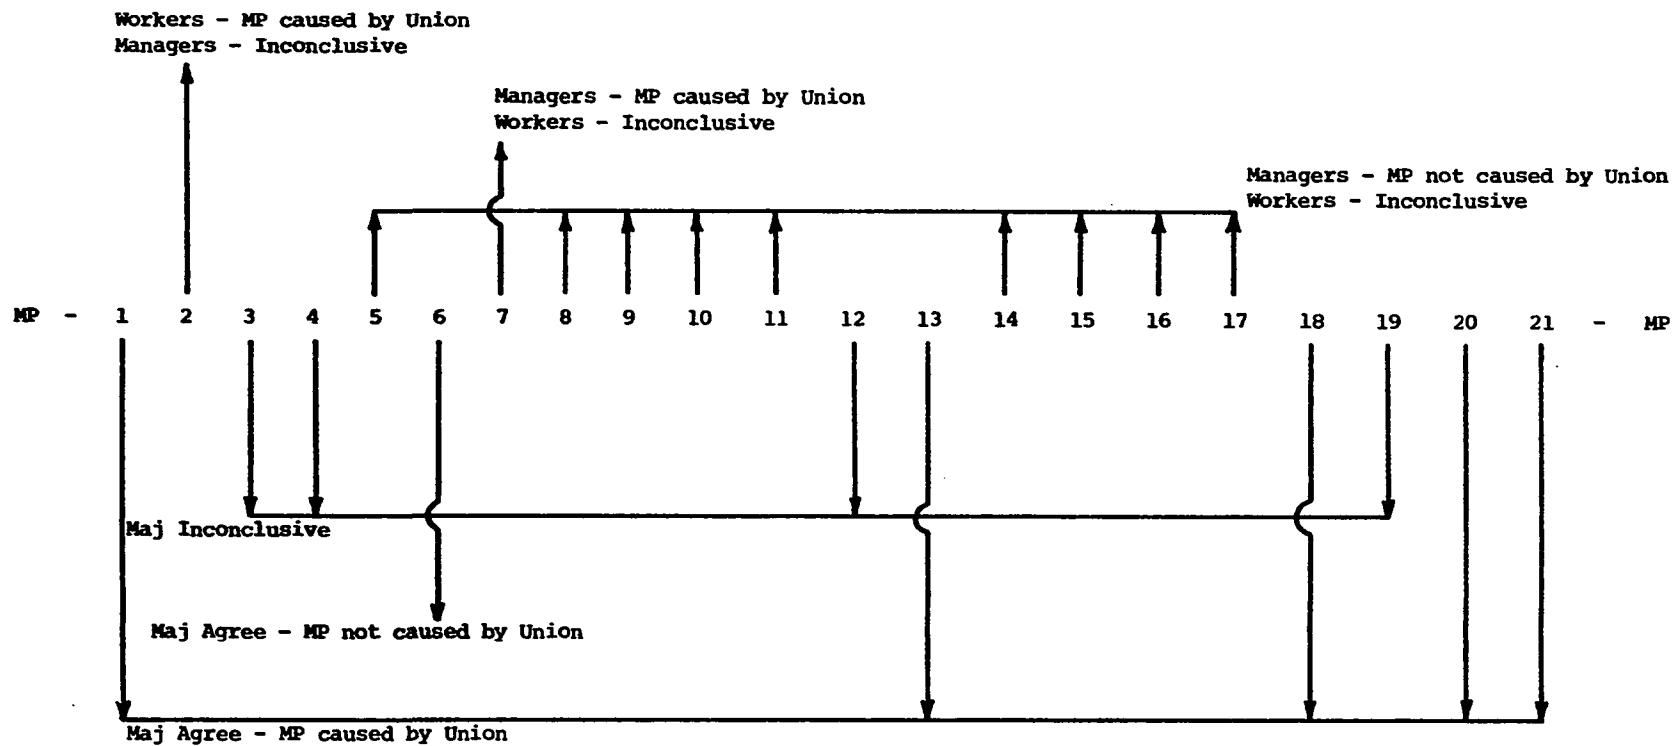 Workers - MP caused by Union
Managers - Inconclusive
Managers - MP caused by Union
Workers - Inconclusive
Managers - MP not caused by Union
Workers - Inconclusive
MP - 1 2 3 4 5 6 7 8 9 10 11 12 13 14 15 16 17 18 19 20 21 - MP
Maj Inconclusive
Maj Agree - MP not caused by Union
Maj Agree - MP caused by Union